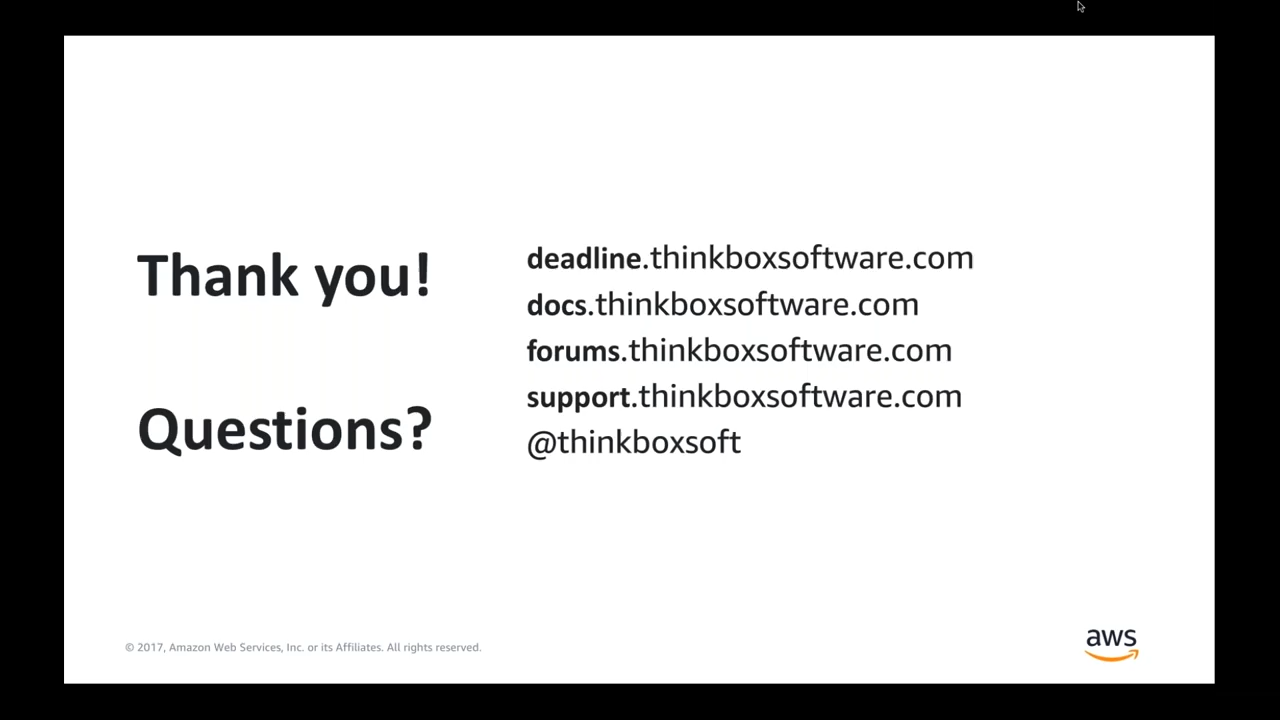 Thank you!
Questions?
deadline.thinkboxsoftware.com
docs.thinkboxsoftware.com
forums.thinkboxsoftware.com
support.thinkboxsoftware.com
@thinkboxsoft
© 2017, Amazon Web Services, Inc. or its Affiliates. All rights reserved.
aws